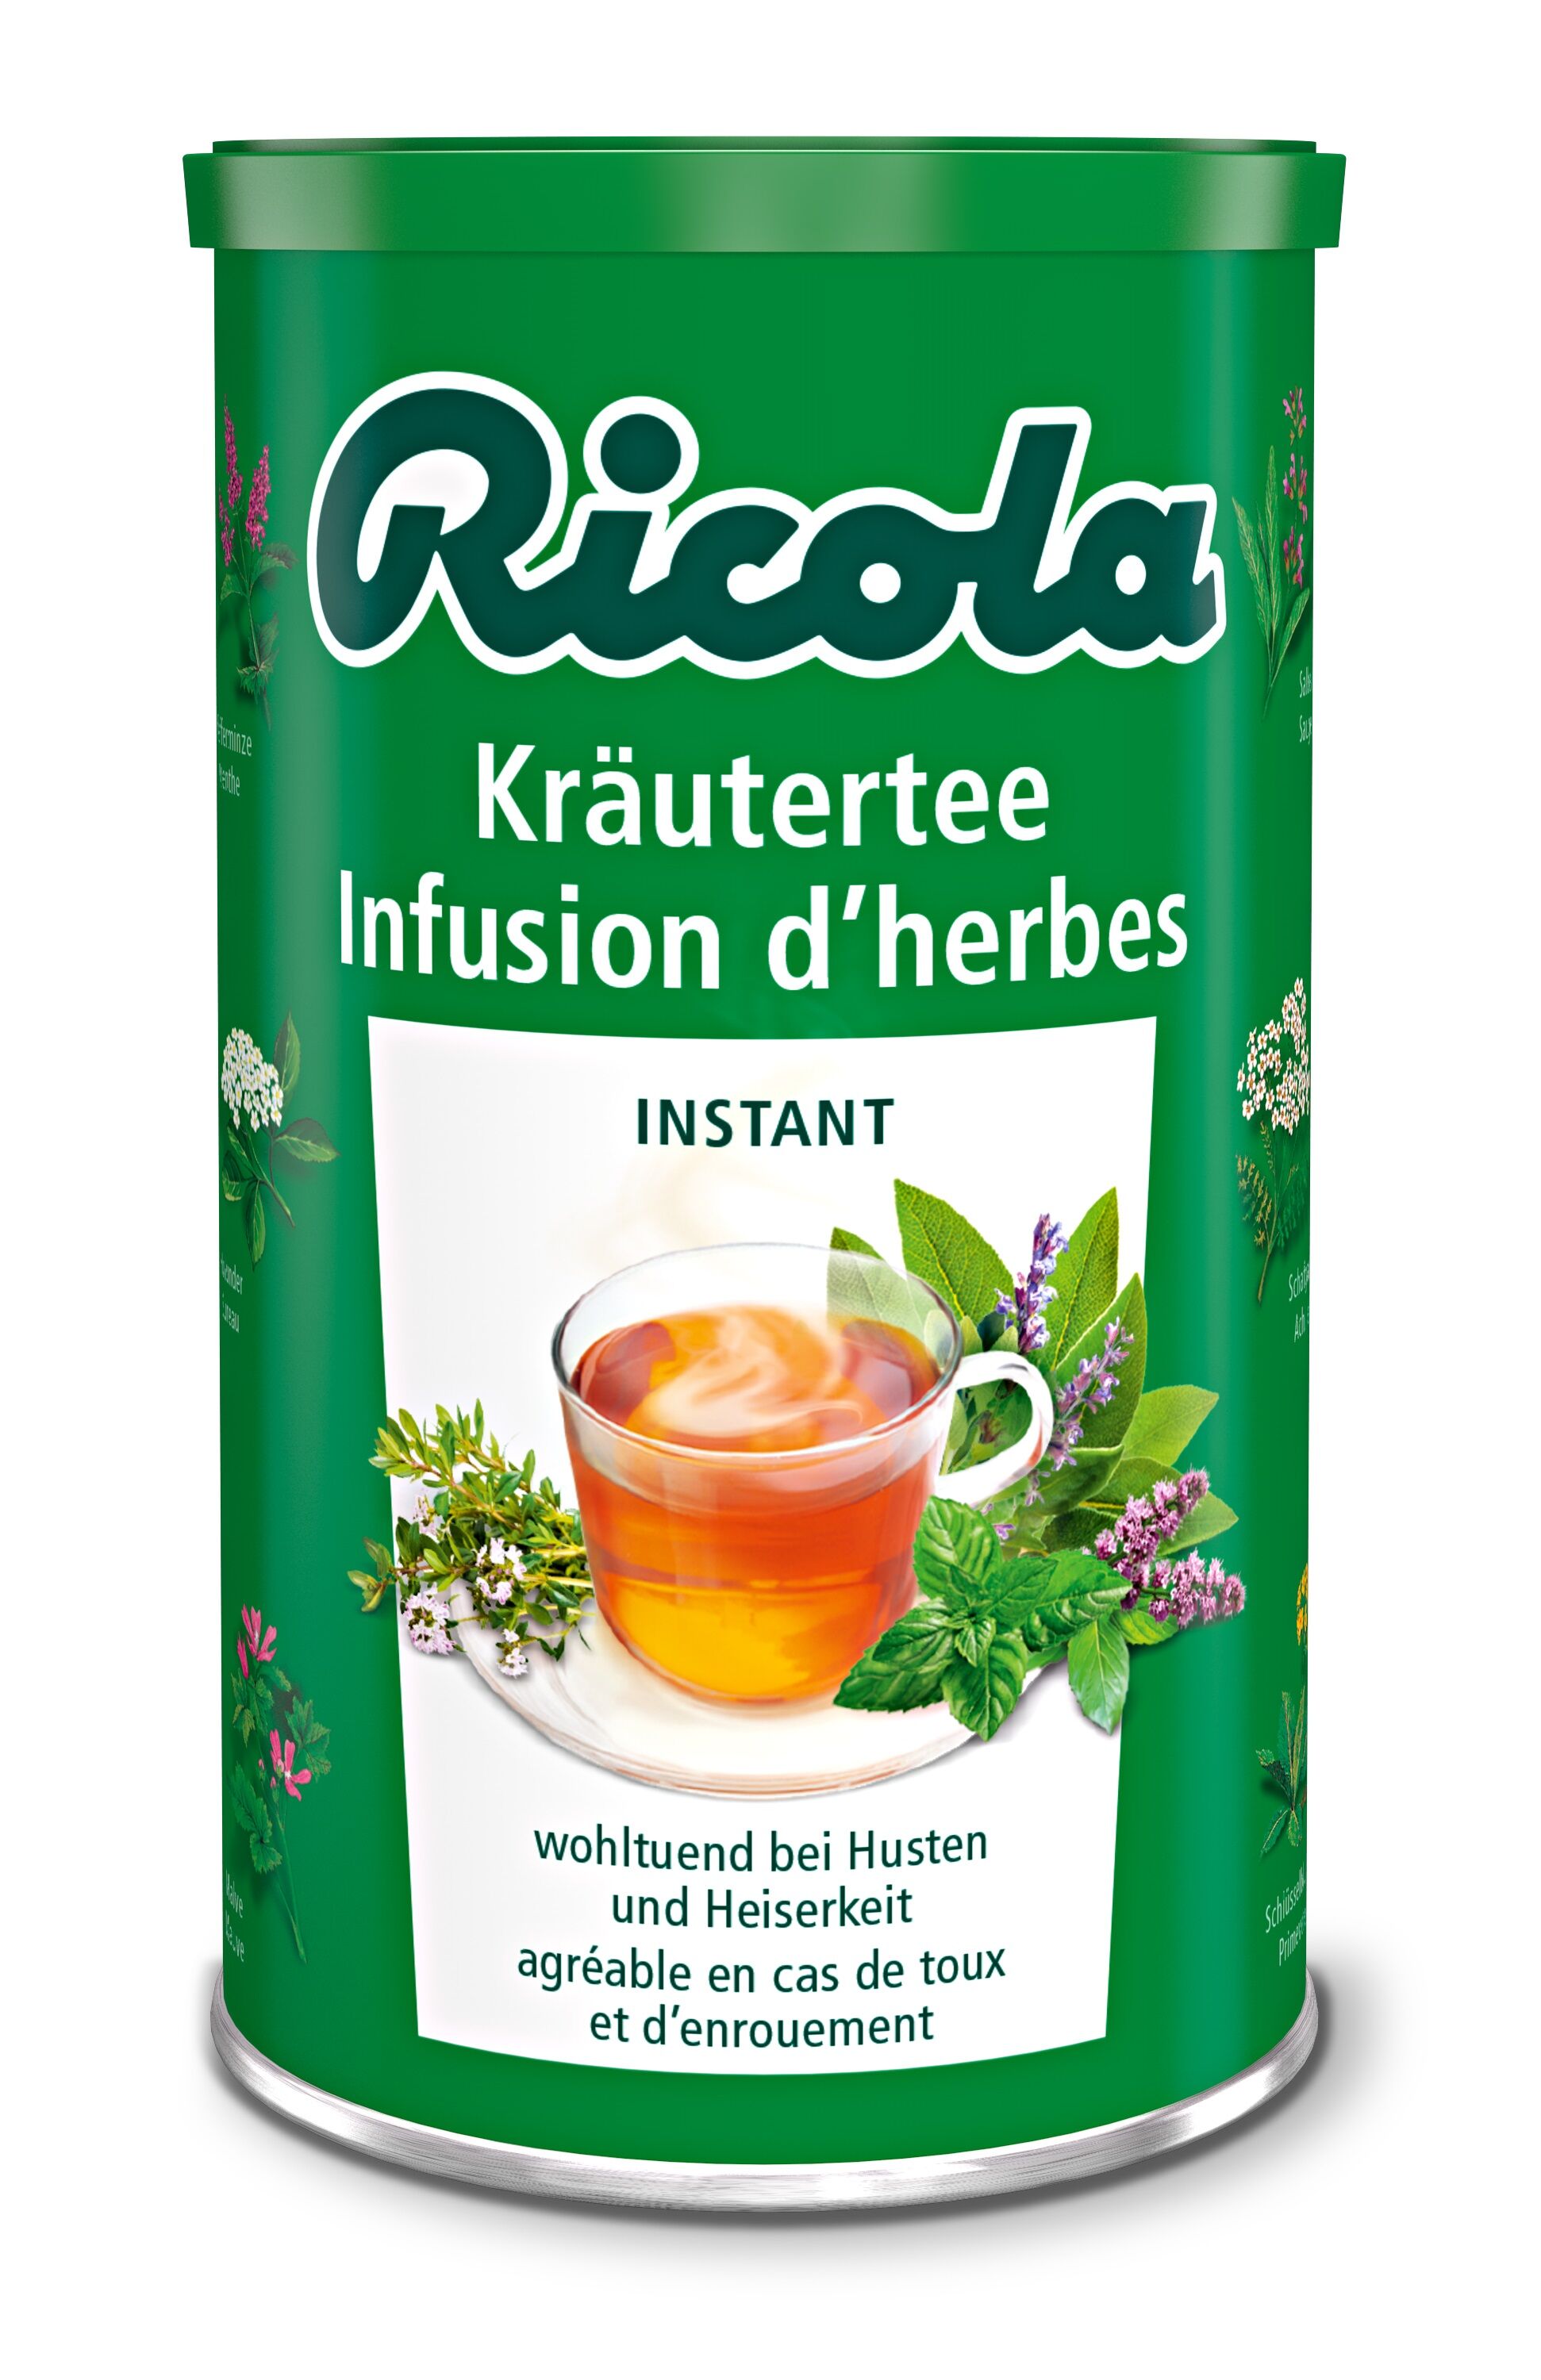 Ricola
Kräutertee
Infusion d'herbes
INSTANT
wohltuend bei Husten
und Heiserkeit
agréable en cas de toux
et d'enrouement